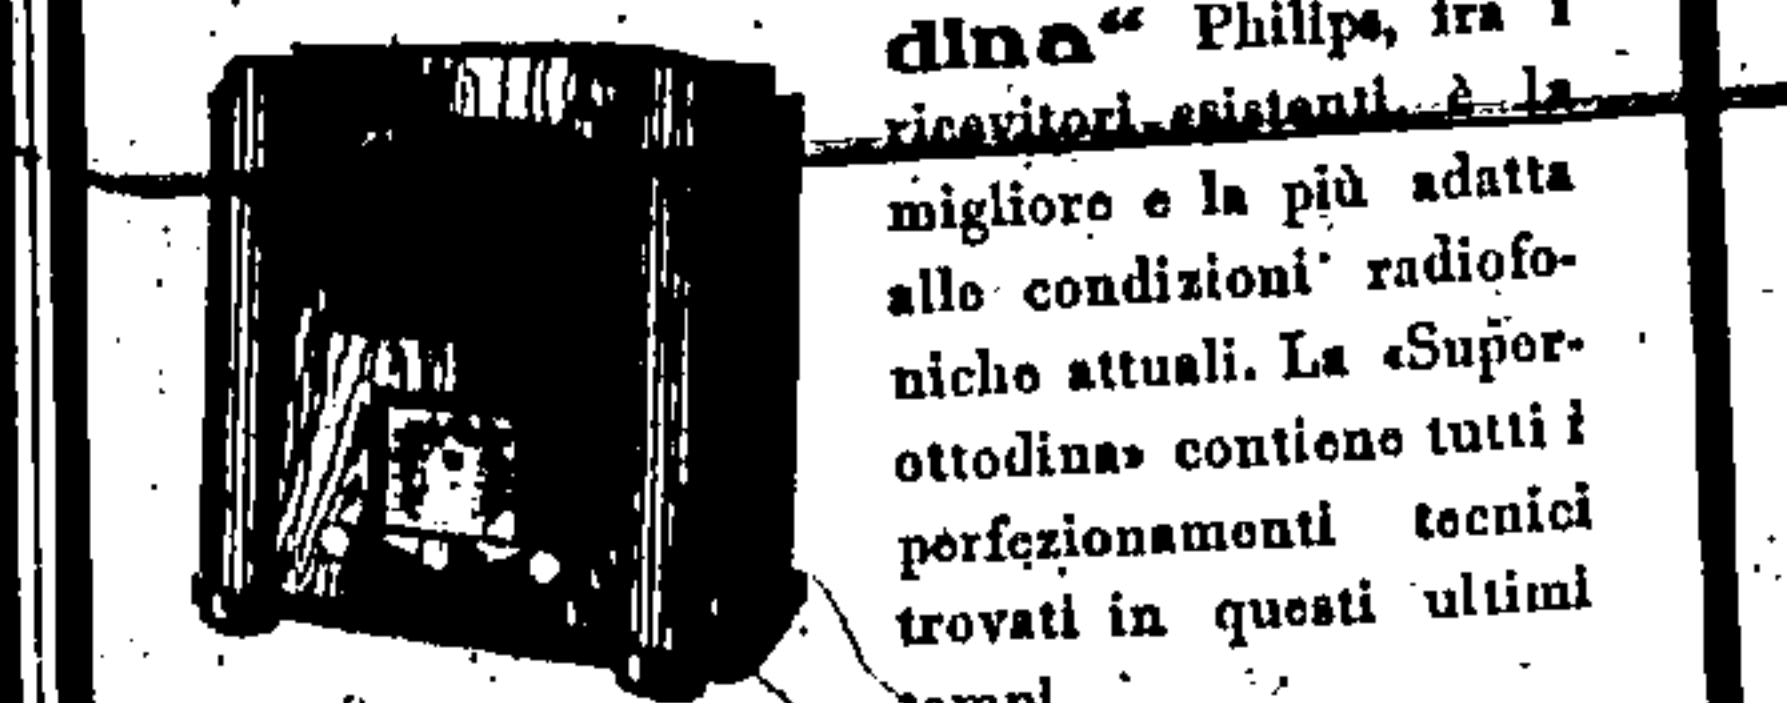 dina“ Philips, fra i
ricevitori esistenti, è la
migliore e la più adatta
alle condizioni radiofo-
niche attuali. La «Super-
ottodina» contiene tutti i
perfezionamenti tecnici
trovati in questi ultimi
tempi